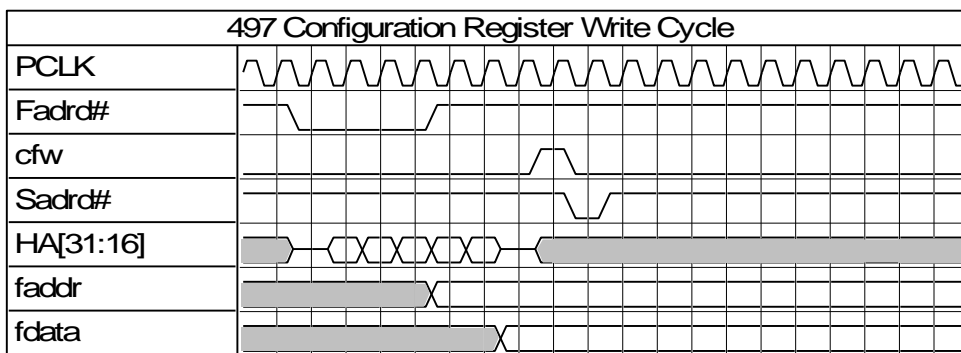 497 Configuration Register Write Cycle
PCLK
Fadrd#
cfw
Sadrd#
HA[31:16]
faddr
fdata